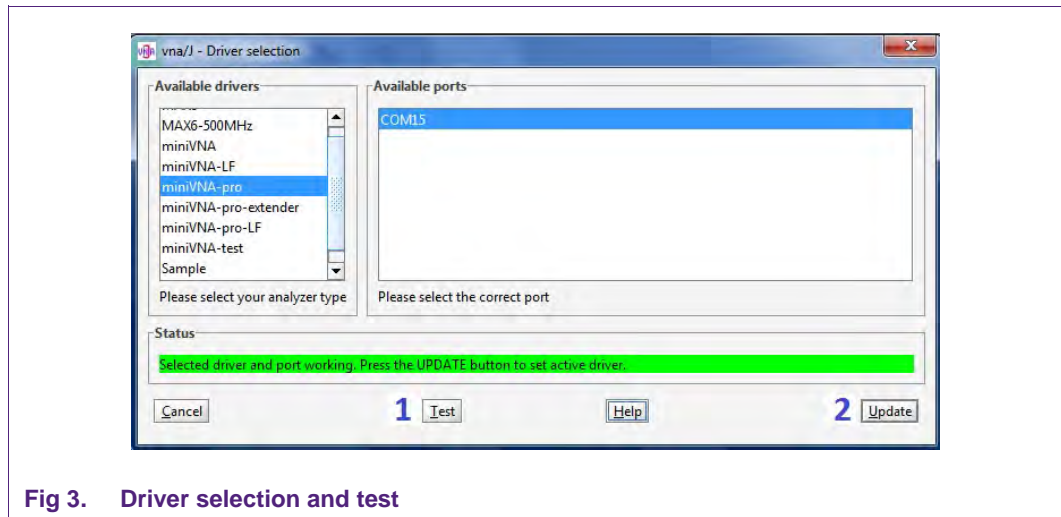 vna/J - Driver selection
Available drivers
MAX6-500MHz
miniVNA
miniVNA-LF
miniVNA-pro
miniVNA-pro-extender
miniVNA-pro-LF
miniVNA-test
Sample
Please select your analyzer type
Available ports
COM15
Please select the correct port
Status
Selected driver and port working. Press the UPDATE button to set active driver.
Cancel 1 Test Help 2 Update
Fig 3. Driver selection and test